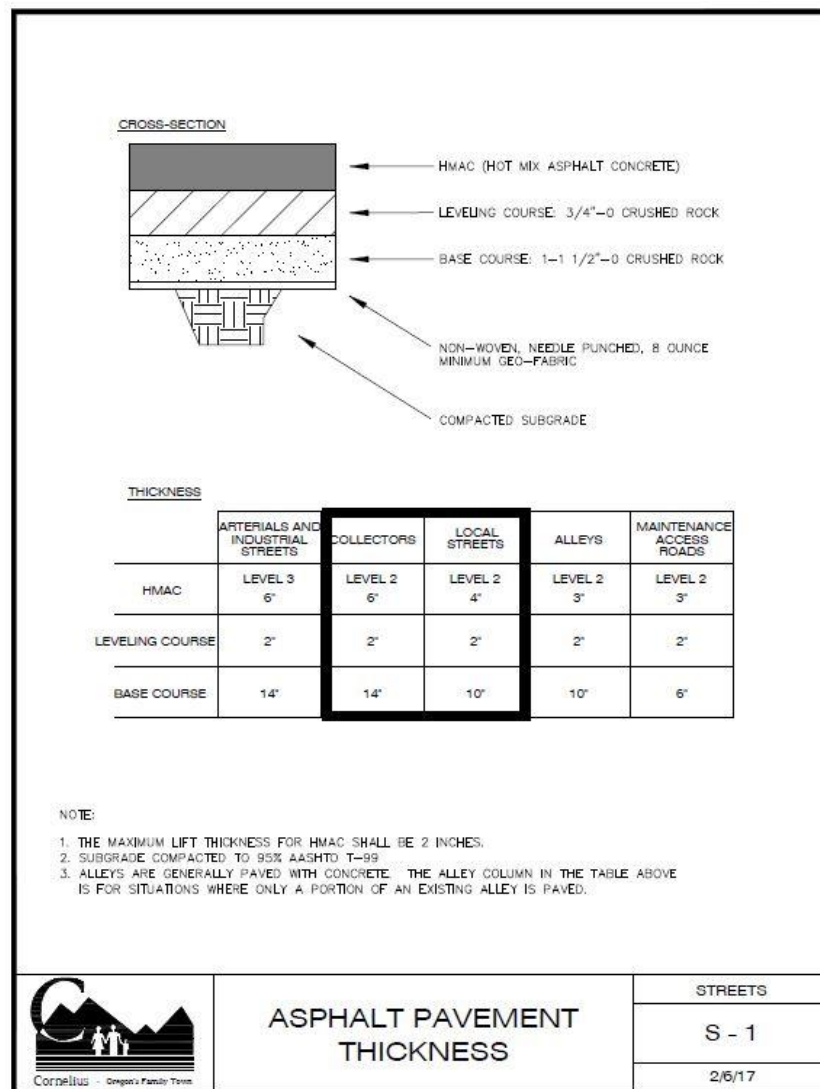 CROSS-SECTION
HMAC (HOT MIX ASPHALT CONCRETE)
LEVELING COURSE: 3/4"-0 CRUSHED ROCK
BASE COURSE: 1-1 1/2"-0 CRUSHED ROCK
NON-WOVEN, NEEDLE PUNCHED, 8 OUNCE
MINIMUM GEO-FABRIC
COMPACTED SUBGRADE
THICKNESS
ARTERIALS AND INDUSTRIAL STREETS COLLECTORS LOCAL STREETS ALLEYS MAINTENANCE ACCESS ROADS
HMAC LEVEL 3 6" LEVEL 2 6" LEVEL 2 4" LEVEL 2 3" LEVEL 2 3"
LEVELING COURSE 2" 2" 2" 2" 2"
BASE COURSE 14" 14" 10" 10" 6"
NOTE:
1. THE MAXIMUM LIFT THICKNESS FOR HMAC SHALL BE 2 INCHES.
2. SUBGRADE COMPACTED TO 95% AASHTO T-99
3. ALLEYS ARE GENERALLY PAVED WITH CONCRETE. THE ALLEY COLUMN IN THE TABLE ABOVE
IS FOR SITUATIONS WHERE ONLY A PORTION OF AN EXISTING ALLEY IS PAVED.
C
Cornelius - Oregon's Family Town
ASPHALT PAVEMENT
THICKNESS
STREETS
S - 1
2/6/17